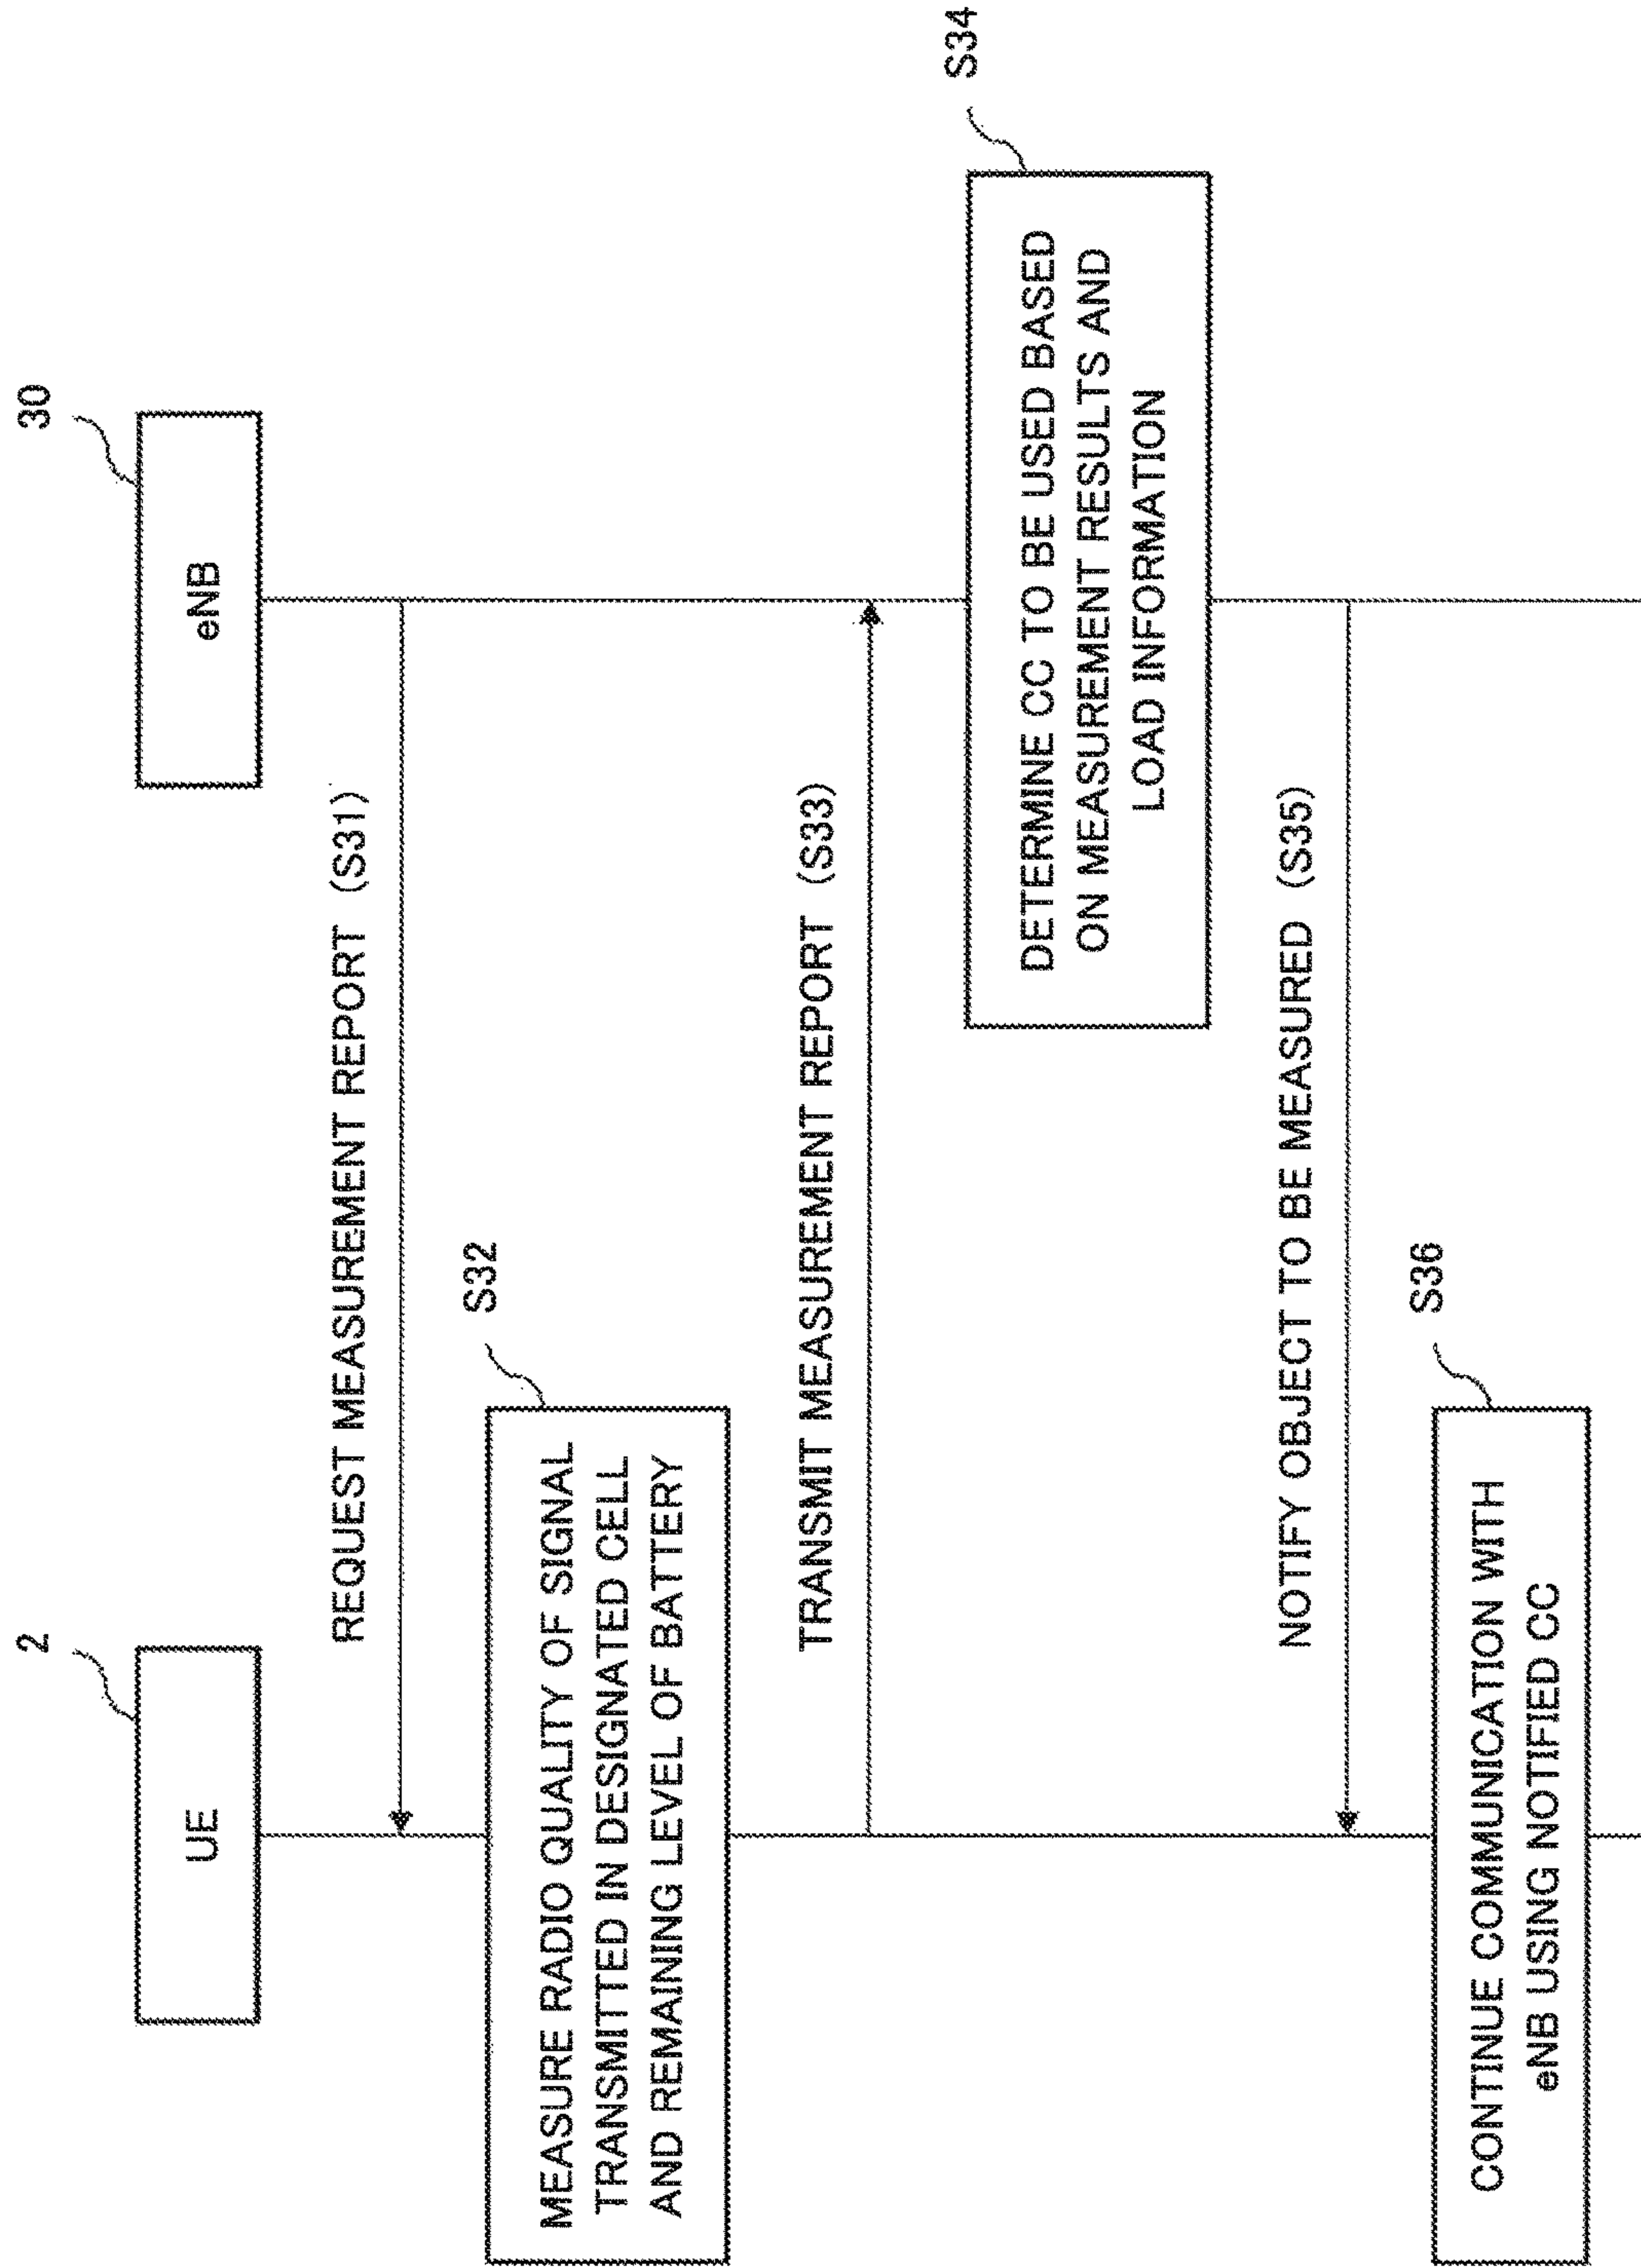 2
UE
30
eNB
REQUEST MEASUREMENT REPORT (S31)
S32
MEASURE RADIO QUALITY OF SIGNAL
TRANSMITTED IN DESIGNATED CELL
AND REMAINING LEVEL OF BATTERY
TRANSMIT MEASUREMENT REPORT (S33)
S34
DETERMINE CC TO BE USED BASED
ON MEASUREMENT RESULTS AND
LOAD INFORMATION
NOTIFY OBJECT TO BE MEASURED (S35)
S36
CONTINUE COMMUNICATION WITH
eNB USING NOTIFIED CC